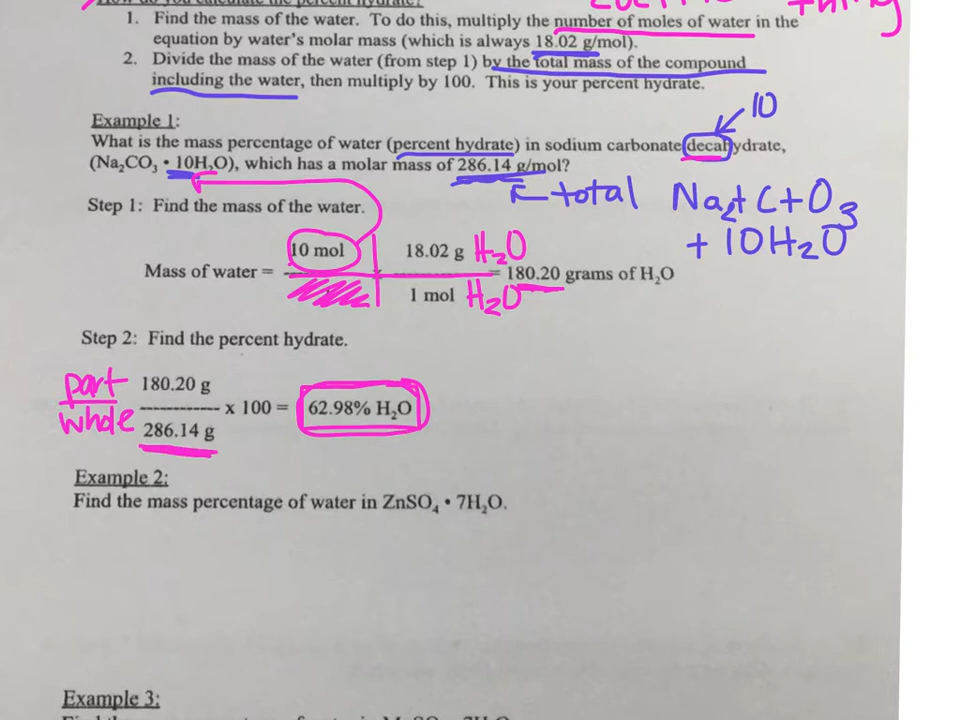 How do you calculate the percent hydrate?
1. Find the mass of the water. To do this, multiply the number of moles of water in the
equation by water's molar mass (which is always 18.02 g/mol).
2. Divide the mass of the water (from step 1) by the total mass of the compound
including the water, then multiply by 100. This is your percent hydrate.
10
Example 1:
What is the mass percentage of water (percent hydrate) in sodium carbonate decahydrate,
(Na₂CO₃ • 10H₂O), which has a molar mass of 286.14 g/mol?
total Na₂+C+O₃
+ 10H₂O
Step 1: Find the mass of the water.
10 mol 18.02 g H₂O
Mass of water = = 180.20 grams of H₂O
1 mol H₂O
Step 2: Find the percent hydrate.
part 180.20 g
---------- x 100 = 62.98% H₂O
whole 286.14 g
Example 2:
Find the mass percentage of water in ZnSO₄ • 7H₂O.
Example 3: